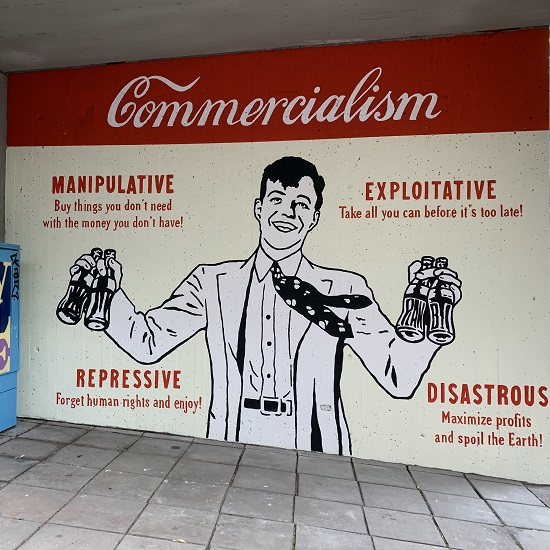 Commercialism
MANIPULATIVE
Buy things you don't need
with the money you don't have!
EXPLOITATIVE
Take all you can before it's too late!
REPRESSIVE
Forget human rights and enjoy!
DISASTROUS
Maximize profits
and spoil the Earth!